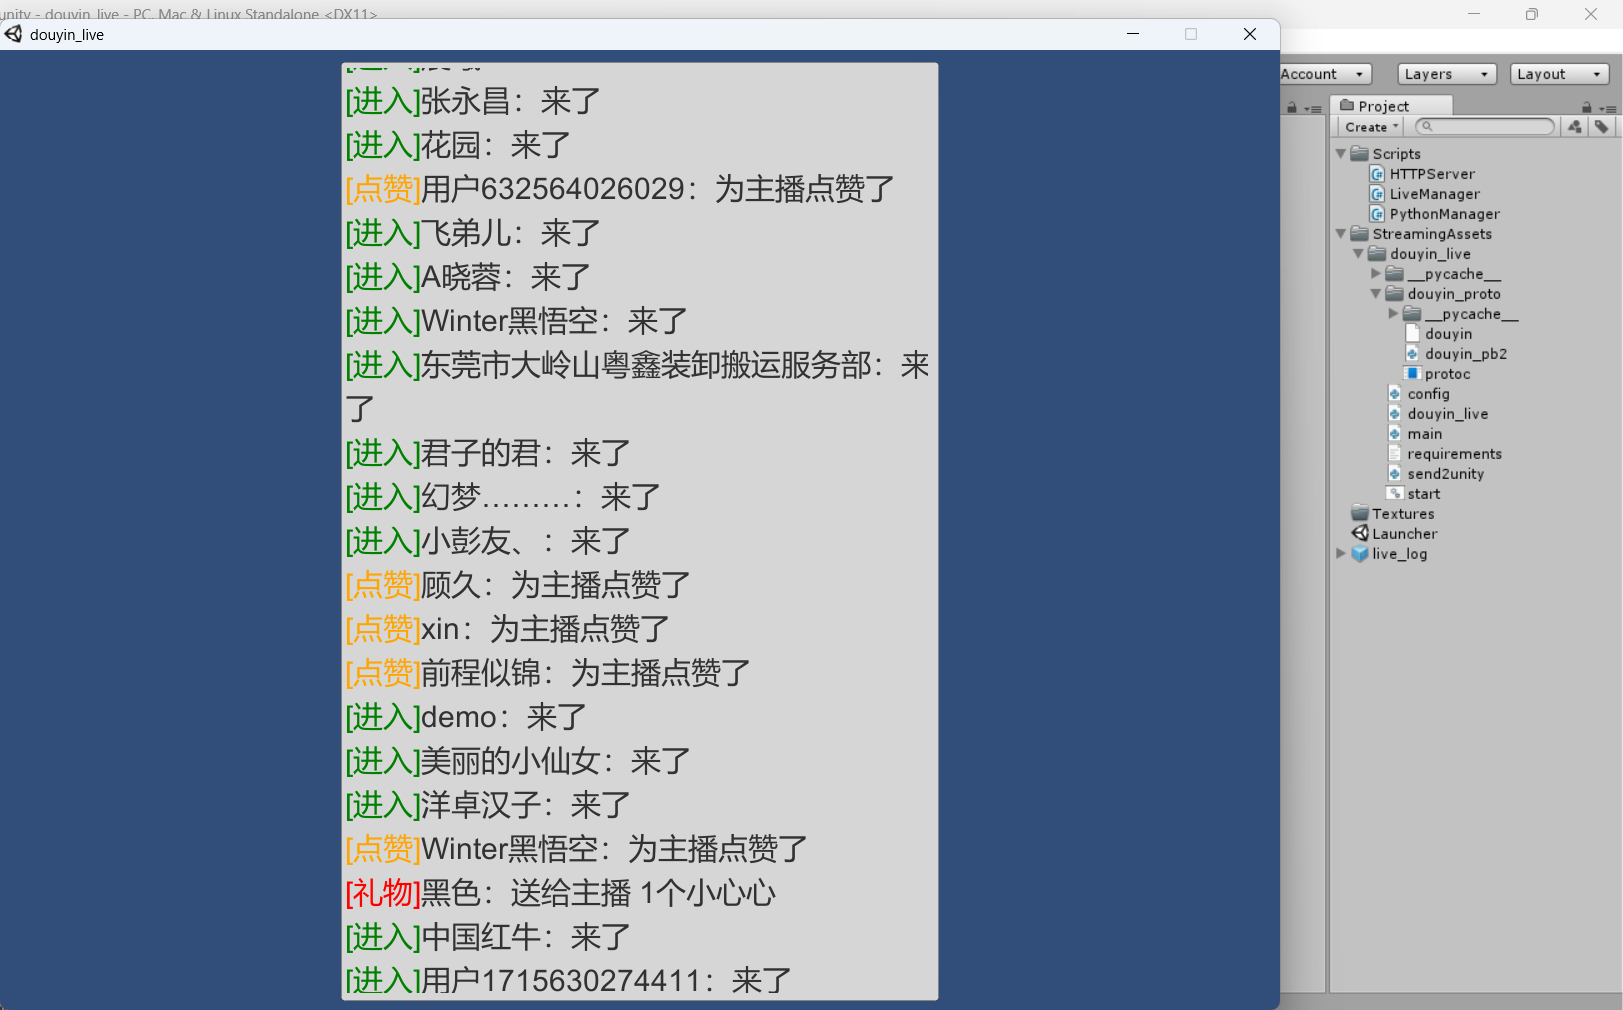 unity - douyin_live - PC, Mac & Linux Standalone <DX11>
douyin_live
[进入]张永昌：来了
[进入]花园：来了
[点赞]用户632564026029：为主播点赞了
[进入]飞弟儿：来了
[进入]A晓蓉：来了
[进入]Winter黑悟空：来了
[进入]东莞市大岭山粤鑫装卸搬运服务部：来
了
[进入]君子的君：来了
[进入]幻梦………：来了
[进入]小彭友、：来了
[点赞]顾久：为主播点赞了
[点赞]xin：为主播点赞了
[点赞]前程似锦：为主播点赞了
[进入]demo：来了
[进入]美丽的小仙女：来了
[进入]洋卓汉子：来了
[点赞]Winter黑悟空：为主播点赞了
[礼物]黑色：送给主播 1个小心心
[进入]中国红牛：来了
[进入]用户1715630274411：来了
Account
Layers
Layout
Project
Create
Scripts
HTTPServer
LiveManager
PythonManager
StreamingAssets
douyin_live
__pycache__
douyin_proto
__pycache__
douyin
douyin_pb2
protoc
config
douyin_live
main
requirements
send2unity
start
Textures
Launcher
live_log